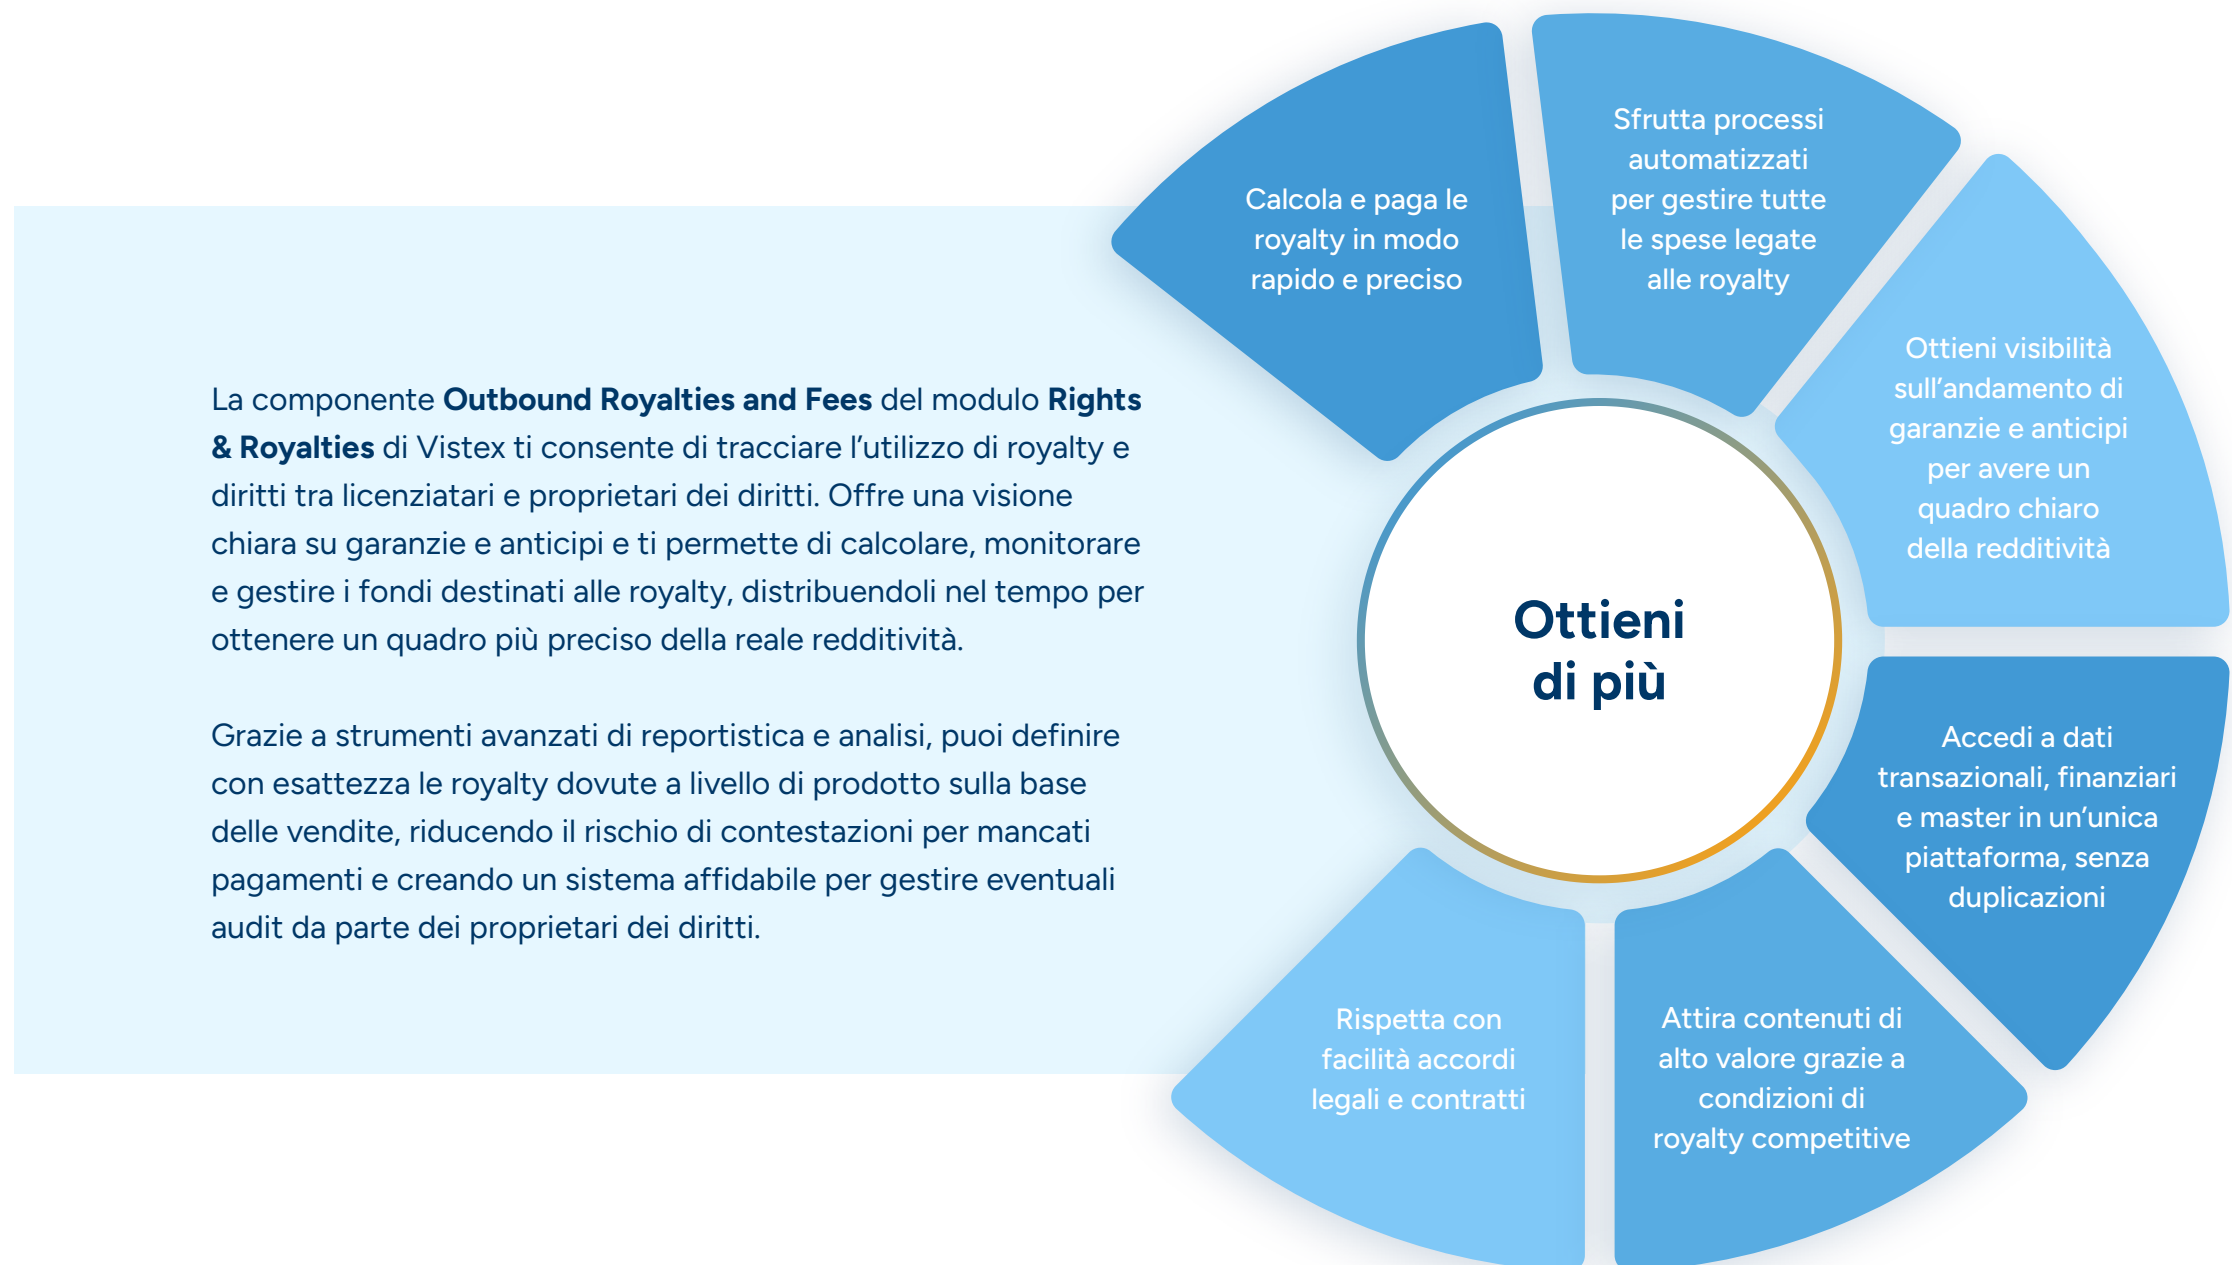 La componente Outbound Royalties and Fees del modulo Rights
& Royalties di Vistex ti consente di tracciare l’utilizzo di royalty e
diritti tra licenziatari e proprietari dei diritti. Offre una visione
chiara su garanzie e anticipi e ti permette di calcolare, monitorare
e gestire i fondi destinati alle royalty, distribuendoli nel tempo per
ottenere un quadro più preciso della reale redditività.
Grazie a strumenti avanzati di reportistica e analisi, puoi definire
con esattezza le royalty dovute a livello di prodotto sulla base
delle vendite, riducendo il rischio di contestazioni per mancati
pagamenti e creando un sistema affidabile per gestire eventuali
audit da parte dei proprietari dei diritti.
Ottieni
di più
Calcola e paga le
royalty in modo
rapido e preciso
Sfrutta processi
automatizzati
per gestire tutte
le spese legate
alle royalty
Ottieni visibilità
sull’andamento di
garanzie e anticipi
per avere un
quadro chiaro
della redditività
Accedi a dati
transazionali, finanziari
e master in un’unica
piattaforma, senza
duplicazioni
Attira contenuti di
alto valore grazie a
condizioni di
royalty competitive
Rispetta con
facilità accordi
legali e contratti